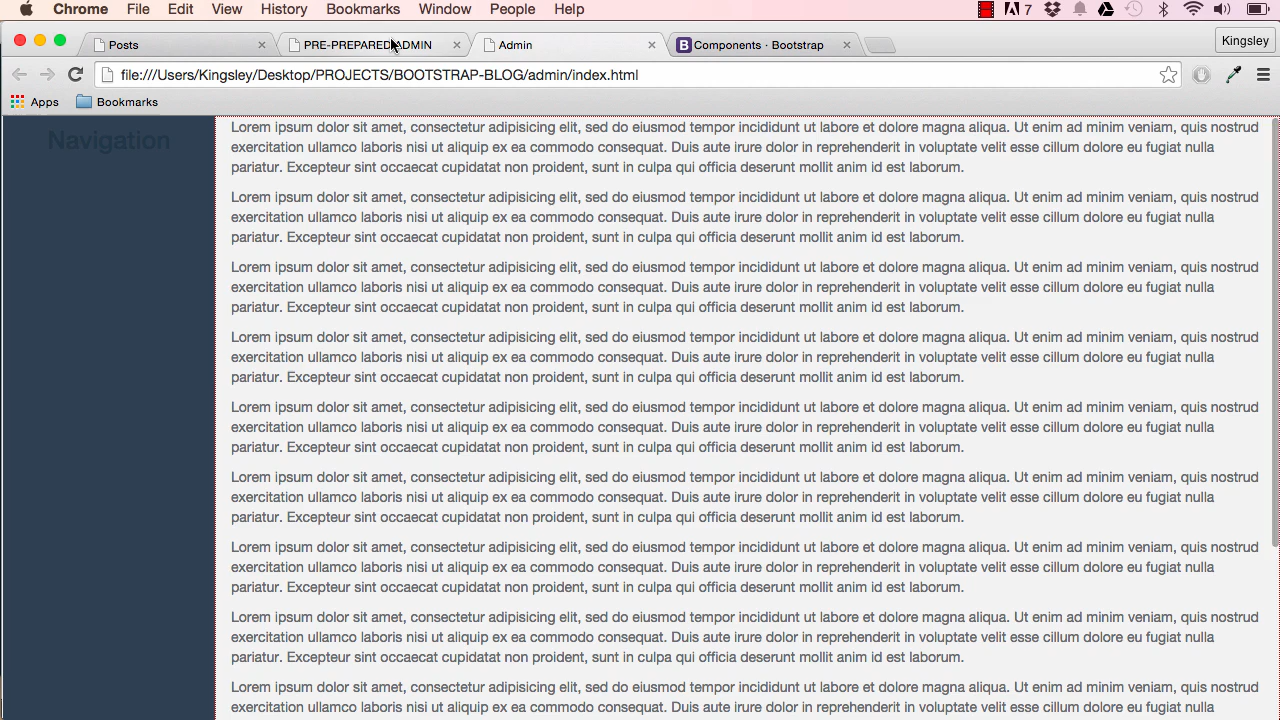 Chrome File Edit View History Bookmarks Window People Help 7
Posts PRE-PREPARED ADMIN Admin Components · Bootstrap Kingsley
file:///Users/Kingsley/Desktop/PROJECTS/BOOTSTRAP-BLOG/admin/index.html
Apps Bookmarks
Navigation
Lorem ipsum dolor sit amet, consectetur adipisicing elit, sed do eiusmod tempor incididunt ut labore et dolore magna aliqua. Ut enim ad minim veniam, quis nostrud
exercitation ullamco laboris nisi ut aliquip ex ea commodo consequat. Duis aute irure dolor in reprehenderit in voluptate velit esse cillum dolore eu fugiat nulla
pariatur. Excepteur sint occaecat cupidatat non proident, sunt in culpa qui officia deserunt mollit anim id est laborum.
Lorem ipsum dolor sit amet, consectetur adipisicing elit, sed do eiusmod tempor incididunt ut labore et dolore magna aliqua. Ut enim ad minim veniam, quis nostrud
exercitation ullamco laboris nisi ut aliquip ex ea commodo consequat. Duis aute irure dolor in reprehenderit in voluptate velit esse cillum dolore eu fugiat nulla
pariatur. Excepteur sint occaecat cupidatat non proident, sunt in culpa qui officia deserunt mollit anim id est laborum.
Lorem ipsum dolor sit amet, consectetur adipisicing elit, sed do eiusmod tempor incididunt ut labore et dolore magna aliqua. Ut enim ad minim veniam, quis nostrud
exercitation ullamco laboris nisi ut aliquip ex ea commodo consequat. Duis aute irure dolor in reprehenderit in voluptate velit esse cillum dolore eu fugiat nulla
pariatur. Excepteur sint occaecat cupidatat non proident, sunt in culpa qui officia deserunt mollit anim id est laborum.
Lorem ipsum dolor sit amet, consectetur adipisicing elit, sed do eiusmod tempor incididunt ut labore et dolore magna aliqua. Ut enim ad minim veniam, quis nostrud
exercitation ullamco laboris nisi ut aliquip ex ea commodo consequat. Duis aute irure dolor in reprehenderit in voluptate velit esse cillum dolore eu fugiat nulla
pariatur. Excepteur sint occaecat cupidatat non proident, sunt in culpa qui officia deserunt mollit anim id est laborum.
Lorem ipsum dolor sit amet, consectetur adipisicing elit, sed do eiusmod tempor incididunt ut labore et dolore magna aliqua. Ut enim ad minim veniam, quis nostrud
exercitation ullamco laboris nisi ut aliquip ex ea commodo consequat. Duis aute irure dolor in reprehenderit in voluptate velit esse cillum dolore eu fugiat nulla
pariatur. Excepteur sint occaecat cupidatat non proident, sunt in culpa qui officia deserunt mollit anim id est laborum.
Lorem ipsum dolor sit amet, consectetur adipisicing elit, sed do eiusmod tempor incididunt ut labore et dolore magna aliqua. Ut enim ad minim veniam, quis nostrud
exercitation ullamco laboris nisi ut aliquip ex ea commodo consequat. Duis aute irure dolor in reprehenderit in voluptate velit esse cillum dolore eu fugiat nulla
pariatur. Excepteur sint occaecat cupidatat non proident, sunt in culpa qui officia deserunt mollit anim id est laborum.
Lorem ipsum dolor sit amet, consectetur adipisicing elit, sed do eiusmod tempor incididunt ut labore et dolore magna aliqua. Ut enim ad minim veniam, quis nostrud
exercitation ullamco laboris nisi ut aliquip ex ea commodo consequat. Duis aute irure dolor in reprehenderit in voluptate velit esse cillum dolore eu fugiat nulla
pariatur. Excepteur sint occaecat cupidatat non proident, sunt in culpa qui officia deserunt mollit anim id est laborum.
Lorem ipsum dolor sit amet, consectetur adipisicing elit, sed do eiusmod tempor incididunt ut labore et dolore magna aliqua. Ut enim ad minim veniam, quis nostrud
exercitation ullamco laboris nisi ut aliquip ex ea commodo consequat. Duis aute irure dolor in reprehenderit in voluptate velit esse cillum dolore eu fugiat nulla
pariatur. Excepteur sint occaecat cupidatat non proident, sunt in culpa qui officia deserunt mollit anim id est laborum.
Lorem ipsum dolor sit amet, consectetur adipisicing elit, sed do eiusmod tempor incididunt ut labore et dolore magna aliqua. Ut enim ad minim veniam, quis nostrud
exercitation ullamco laboris nisi ut aliquip ex ea commodo consequat. Duis aute irure dolor in reprehenderit in voluptate velit esse cillum dolore eu fugiat nulla